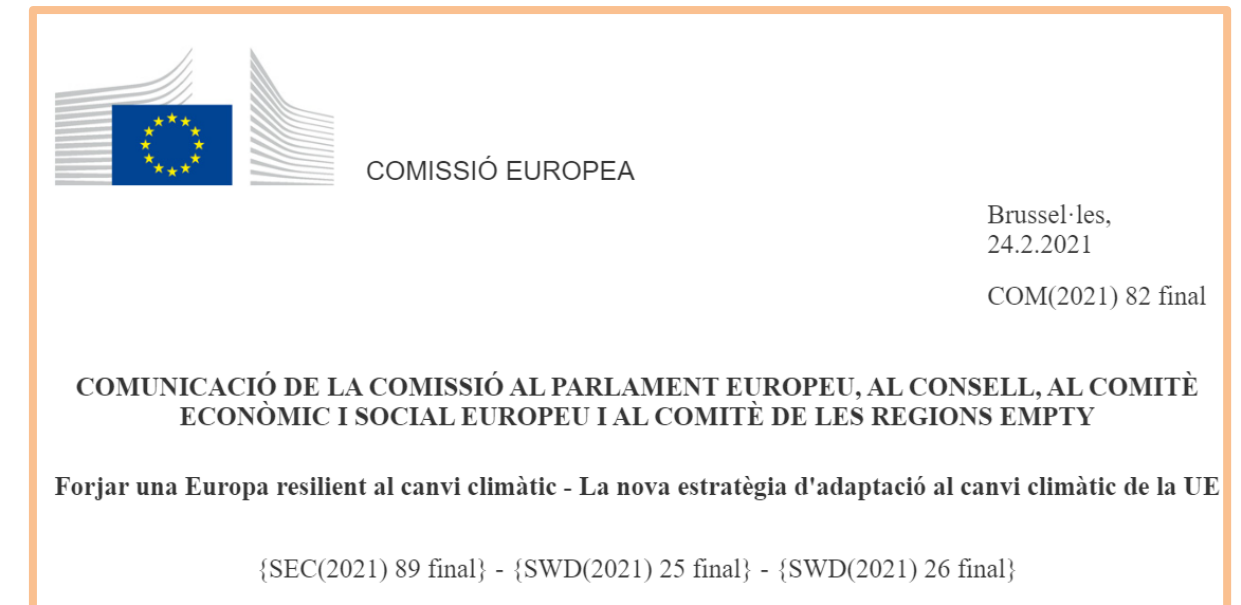 COMISSIÓ EUROPEA
Brussel·les,
24.2.2021
COM(2021) 82 final
COMUNICACIÓ DE LA COMISSIÓ AL PARLAMENT EUROPEU, AL CONSELL, AL COMITÈ
ECONÒMIC I SOCIAL EUROPEU I AL COMITÈ DE LES REGIONS EMPTY
Forjar una Europa resilient al canvi climàtic - La nova estratègia d'adaptació al canvi climàtic de la UE
{SEC(2021) 89 final} - {SWD(2021) 25 final} - {SWD(2021) 26 final}